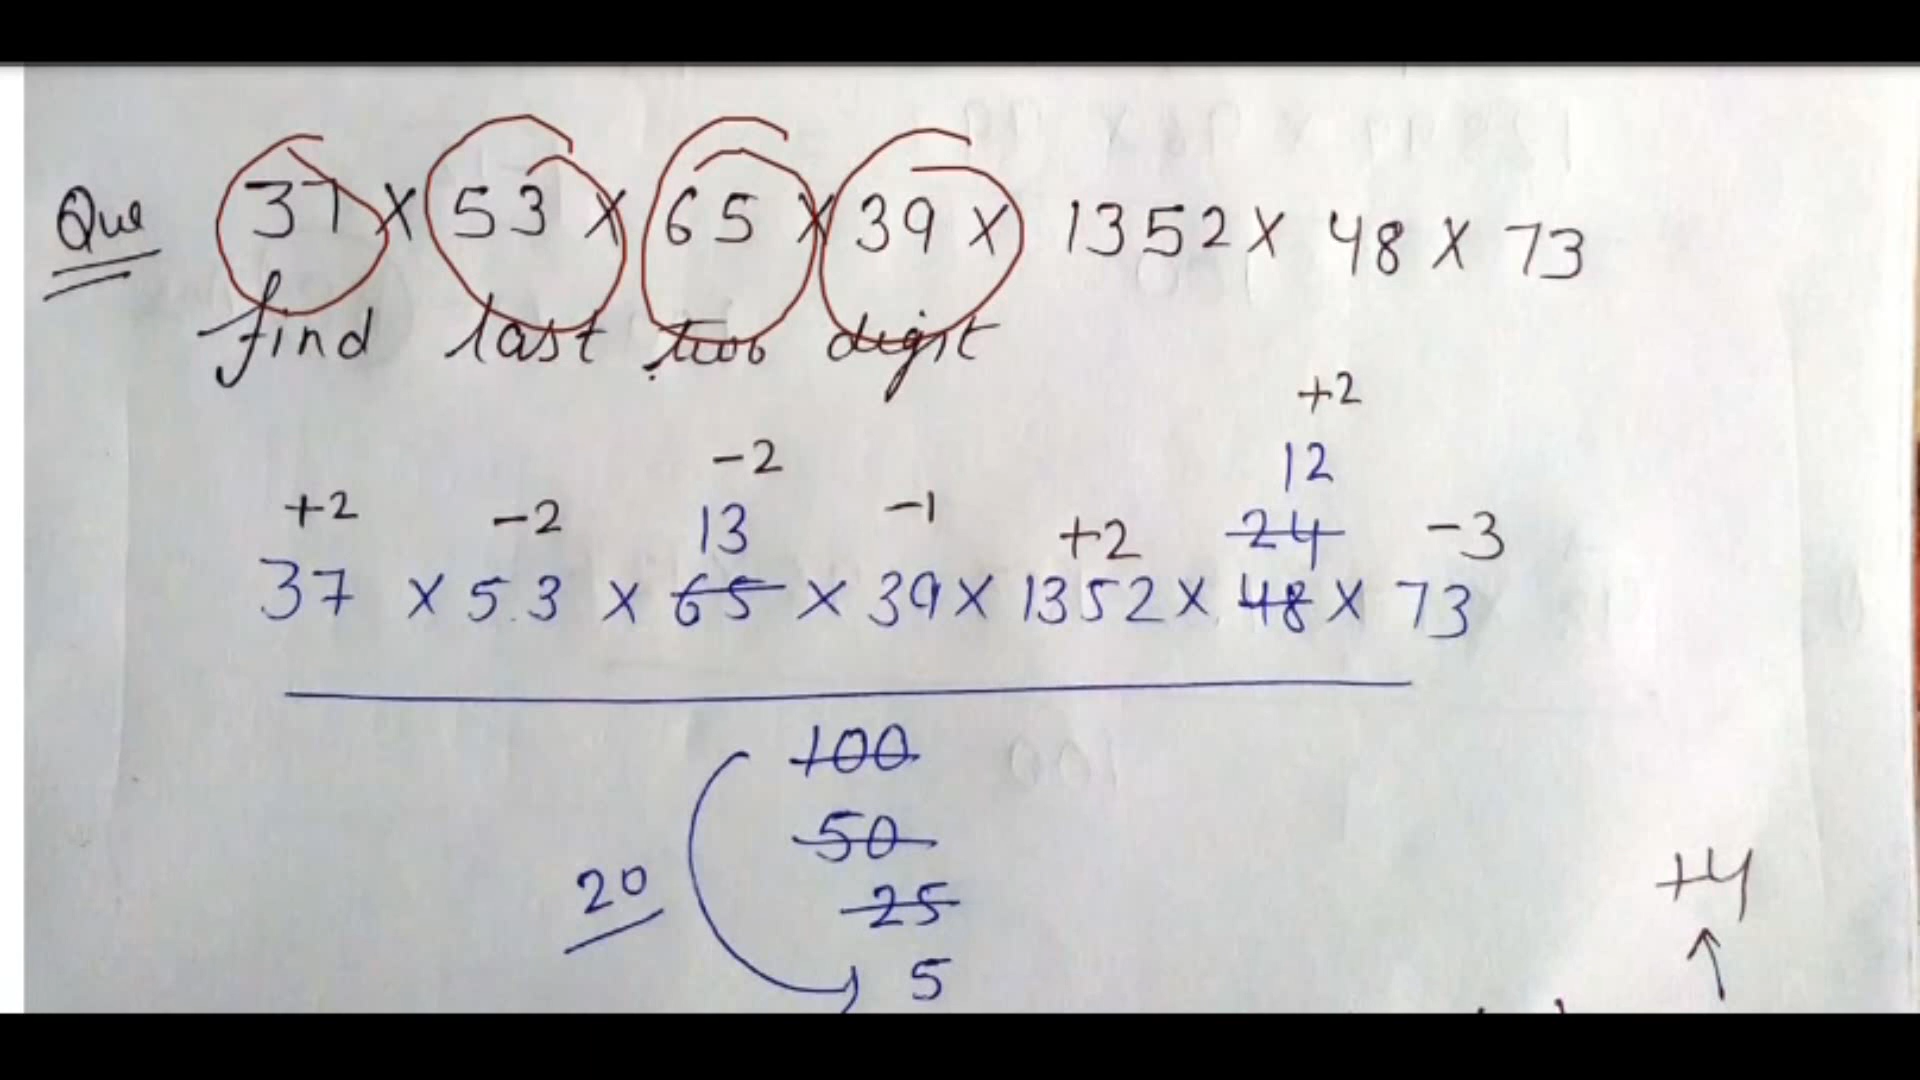 Que 37 X 53 X 65 X 39 X 1352 X 48 X 73
find last two digit
+2
-2 12
+2 -2 13 -1 +2 24 -3
37 X 53 X 65 X 39 X 1352 X 48 X 73
100
50
20 25
5
+4